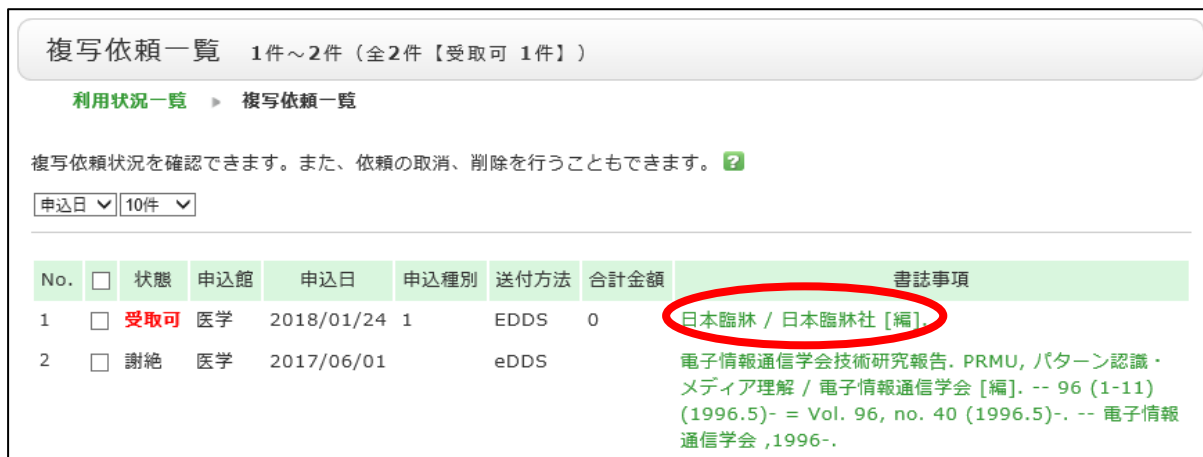 複写依頼一覧 1件～2件（全2件【受取可 1件】）
利用状況一覧 ▶ 複写依頼一覧
複写依頼状況を確認できます。また、依頼の取消、削除を行うこともできます。 ?
申込日 10件
No. 状態 申込館 申込日 申込種別 送付方法 合計金額 書誌事項
1 受取可 医学 2018/01/24 1 EDDS 0 日本臨牀 / 日本臨牀社 [編].
2 謝絶 医学 2017/06/01 eDDS 電子情報通信学会技術研究報告. PRMU, パターン認識・
メディア理解 / 電子情報通信学会 [編]. -- 96 (1-11)
(1996.5)- = Vol. 96, no. 40 (1996.5)-. -- 電子情報
通信学会 ,1996-.